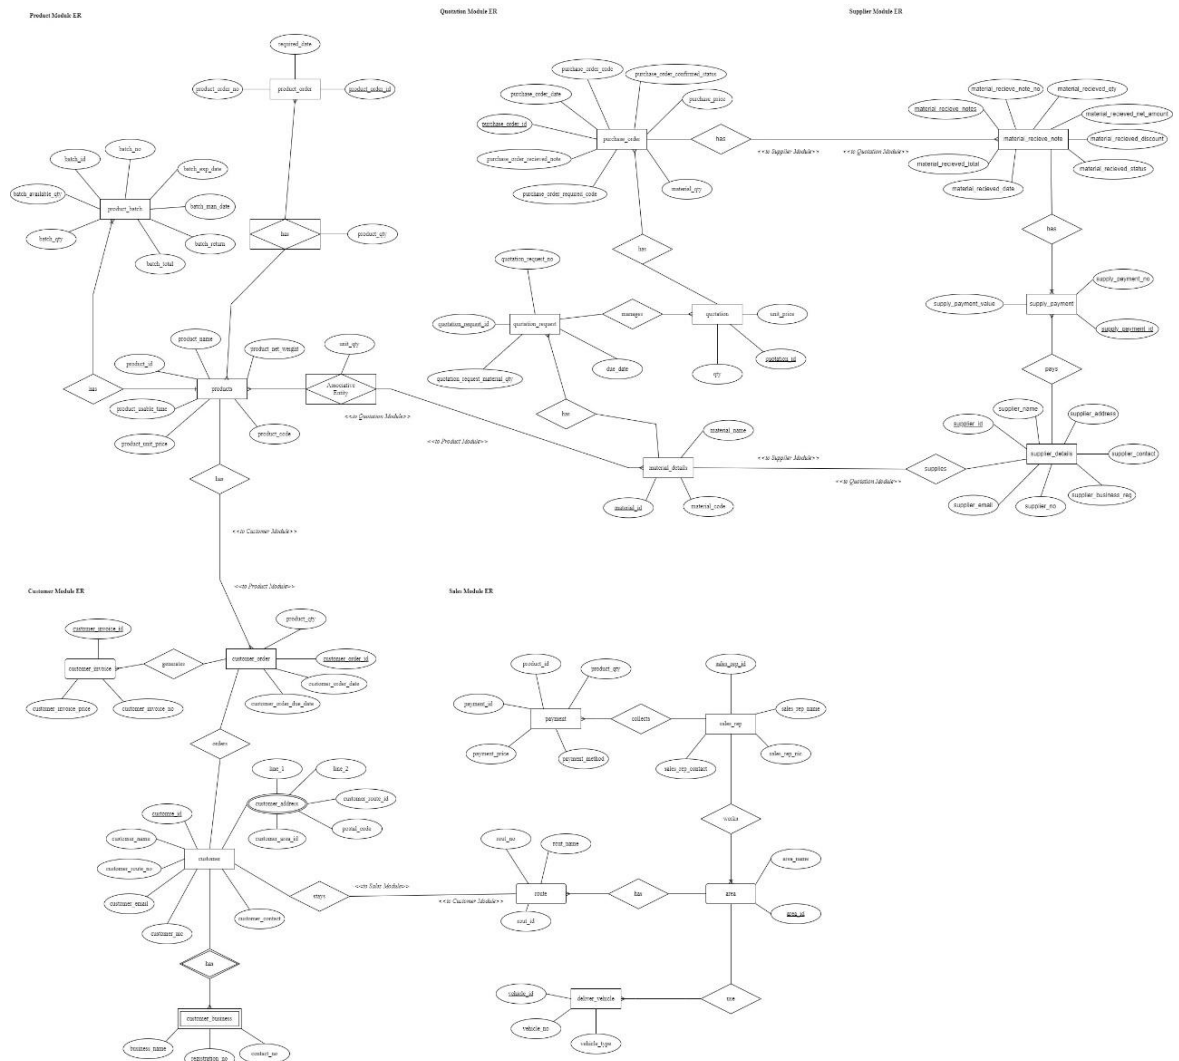 Product Module ER
Quotation Module ER
Supplier Module ER
required_date
product_order_no
product_order
product_order_id
batch_no
batch_id
batch_exp_date
batch_available_qty
product_batch
batch_man_date
batch_qty
batch_return
batch_total
has
product_qty
product_name
product_net_weight
product_id
unit_qty
has
products
Associative
Entity
product_usable_time
product_code
product_unit_price
<<to Quotation Module>>
<<to Product Module>>
has
<<to Customer Module>>
<<to Product Module>>
purchase_order_code
purchase_order_confirmed_status
purchase_order_date
purchase_price
purchase_order_id
purchase_order
has
<<to Supplier Module>>
<<to Quotation Module>>
purchase_order_recieved_note
purchase_order_required_code
material_qty
has
quotation_request_no
quotation_request_id
quotation_request
manages
quotation
unit_price
quotation_request_material_qty
due_date
qty
quotation_id
has
material_name
material_details
<<to Supplier Module>>
<<to Quotation Module>>
material_id
material_code
supplies
material_recieve_note_no
material_recieved_qty
material_recieve_notes
material_recieved_net_amount
material_recieve_note
material_recieved_discount
material_recieved_total
material_recieved_status
material_recieved_date
has
supply_payment_no
supply_payment_value
supply_payment
supply_payment_id
pays
supplier_name
supplier_address
supplier_id
supplier_details
supplier_contact
supplier_email
supplier_no
supplier_business_reg
Customer Module ER
Sales Module ER
customer_invoice_id
product_qty
customer_invoice
generates
customer_order
customer_order_id
customer_order_date
customer_invoice_price
customer_invoice_no
customer_order_due_date
orders
line_1
line_2
customer_address
customer_route_id
postal_code
customer_area_id
custome_id
customer_name
customer
customer_route_no
customer_email
customer_contact
customer_nic
stays
<<to Sales Module>>
<<to Customer Module>>
has
customer_business
business_name
registration_no
contact_no
product_id
product_qty
sales_rep_id
payment_id
payment
collects
sales_rep
sales_rep_name
payment_price
payment_method
sales_rep_contact
sales_rep_nic
works
rout_no
rout_name
area_name
route
has
area
rout_id
area_id
vehicle_id
deliver_vehicle
use
vehicle_no
vehicle_type